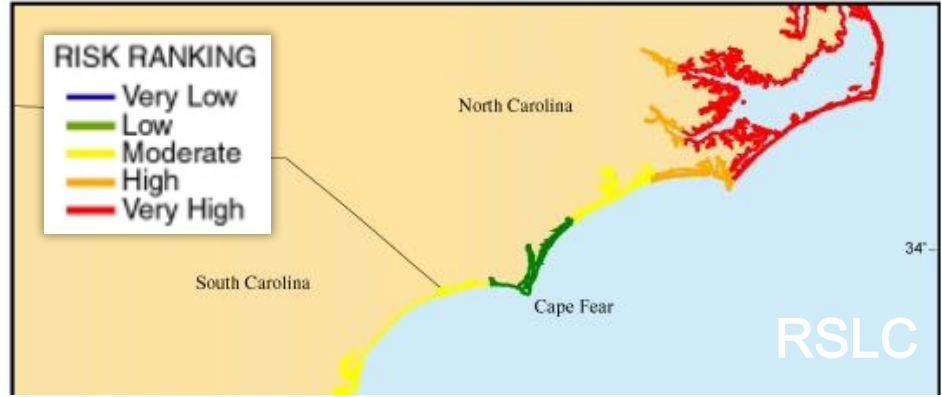 RISK RANKING
Very Low
Low
Moderate
High
Very High
North Carolina
34°
South Carolina
Cape Fear
RSLC